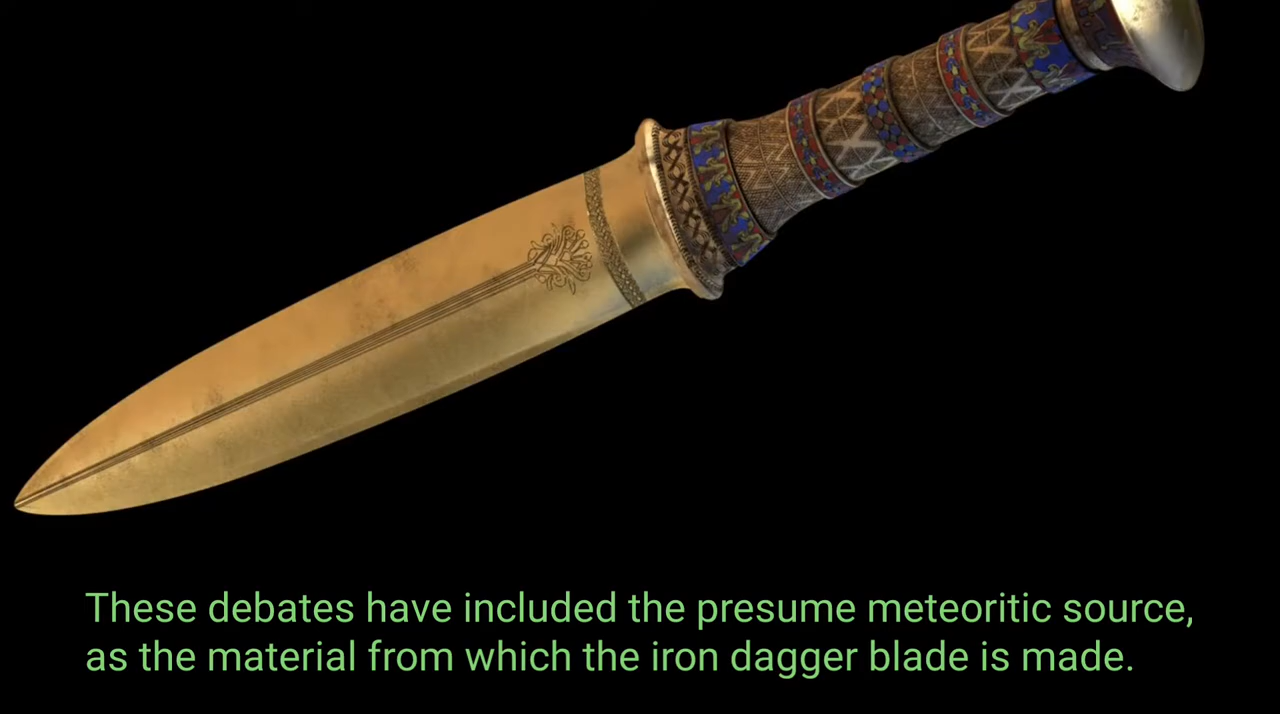 These debates have included the presume meteoritic source,
as the material from which the iron dagger blade is made.